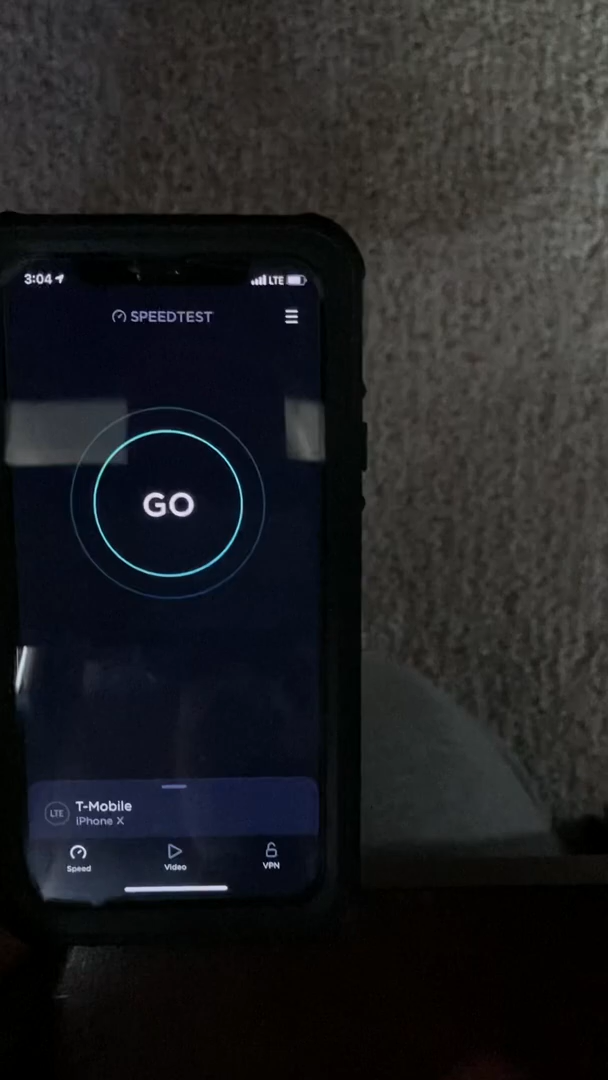 3:04 LTE
SPEEDTEST
GO
LTE T-Mobile
iPhone X
Speed Video VPN